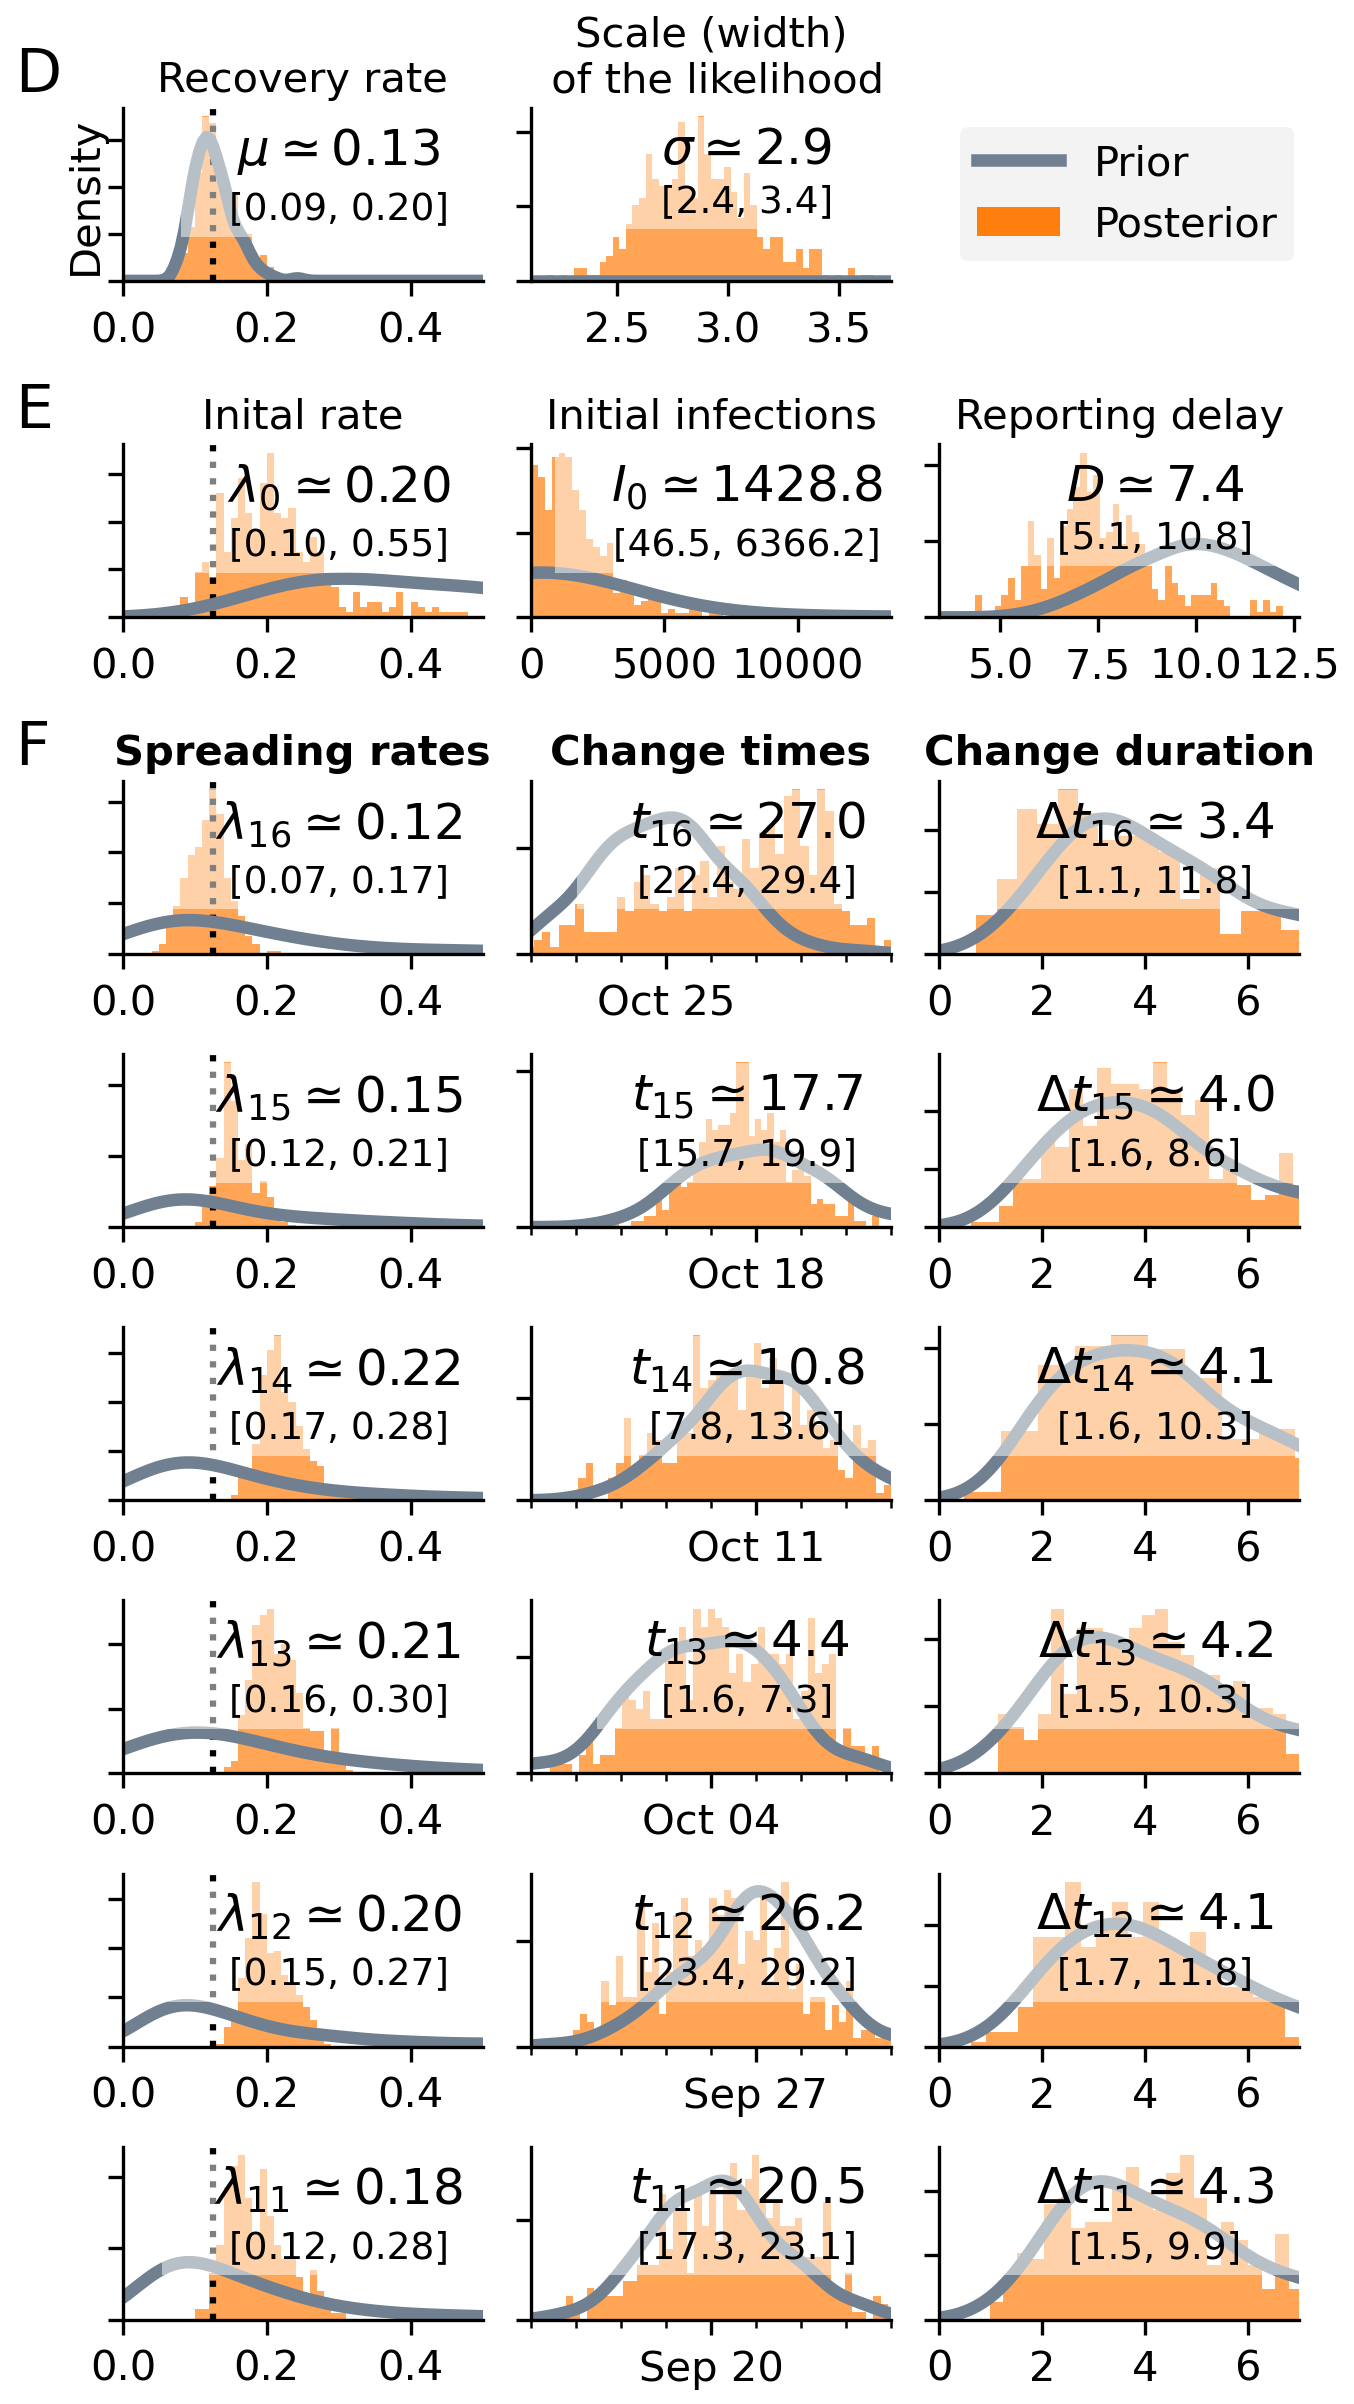 D
Recovery rate
Scale (width)
of the likelihood
Density
μ ≃ 0.13
[0.09, 0.20]
σ ≃ 2.9
[2.4, 3.4]
Prior
Posterior
0.0 0.2 0.4
2.5 3.0 3.5
E
Inital rate
Initial infections
Reporting delay
λ0 ≃ 0.20
[0.10, 0.55]
I0 ≃ 1428.8
[46.5, 6366.2]
D ≃ 7.4
[5.1, 10.8]
0.0 0.2 0.4
0 5000 10000
5.0 7.5 10.0 12.5
F
Spreading rates
Change times
Change duration
λ16 ≃ 0.12
[0.07, 0.17]
t16 ≃ 27.0
[22.4, 29.4]
Δt16 ≃ 3.4
[1.1, 11.8]
0.0 0.2 0.4
Oct 25
0 2 4 6
λ15 ≃ 0.15
[0.12, 0.21]
t15 ≃ 17.7
[15.7, 19.9]
Δt15 ≃ 4.0
[1.6, 8.6]
0.0 0.2 0.4
Oct 18
0 2 4 6
λ14 ≃ 0.22
[0.17, 0.28]
t14 ≃ 10.8
[7.8, 13.6]
Δt14 ≃ 4.1
[1.6, 10.3]
0.0 0.2 0.4
Oct 11
0 2 4 6
λ13 ≃ 0.21
[0.16, 0.30]
t13 ≃ 4.4
[1.6, 7.3]
Δt13 ≃ 4.2
[1.5, 10.3]
0.0 0.2 0.4
Oct 04
0 2 4 6
λ12 ≃ 0.20
[0.15, 0.27]
t12 ≃ 26.2
[23.4, 29.2]
Δt12 ≃ 4.1
[1.7, 11.8]
0.0 0.2 0.4
Sep 27
0 2 4 6
λ11 ≃ 0.18
[0.12, 0.28]
t11 ≃ 20.5
[17.3, 23.1]
Δt11 ≃ 4.3
[1.5, 9.9]
0.0 0.2 0.4
Sep 20
0 2 4 6